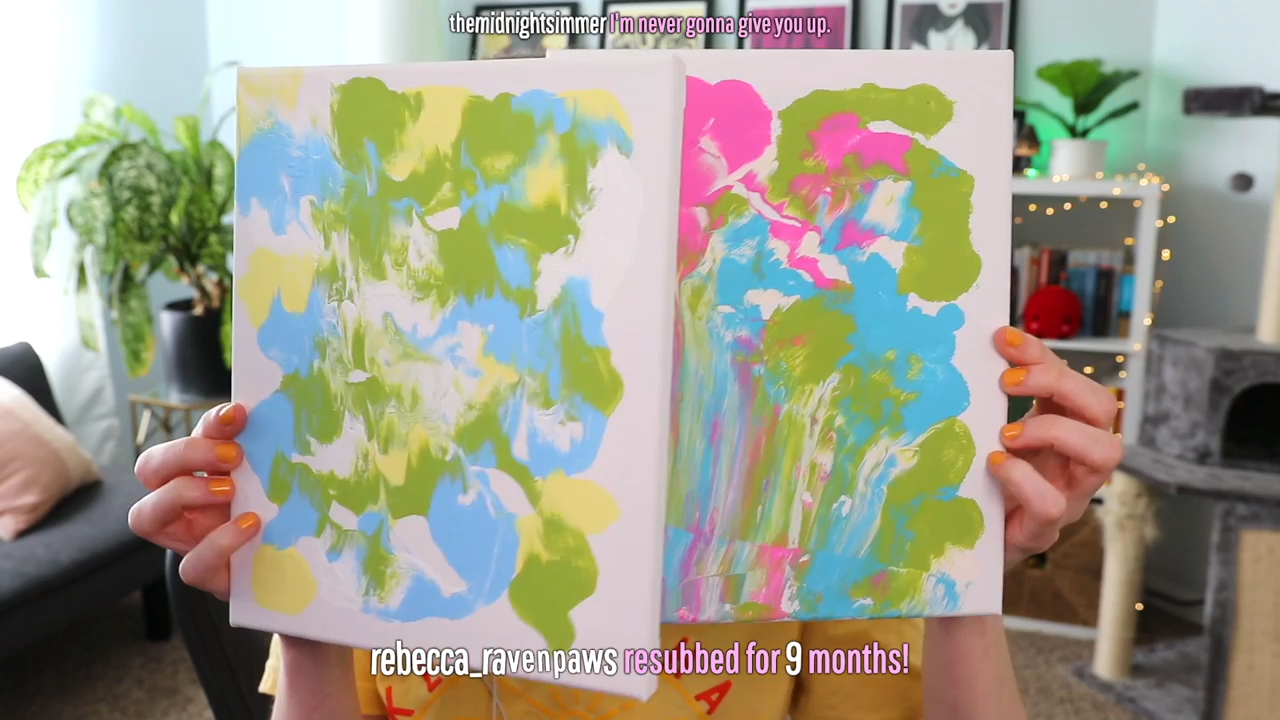 themidnightsimmer I'm never gonna give you up.
rebecca_ravenpaws resubbed for 9 months!